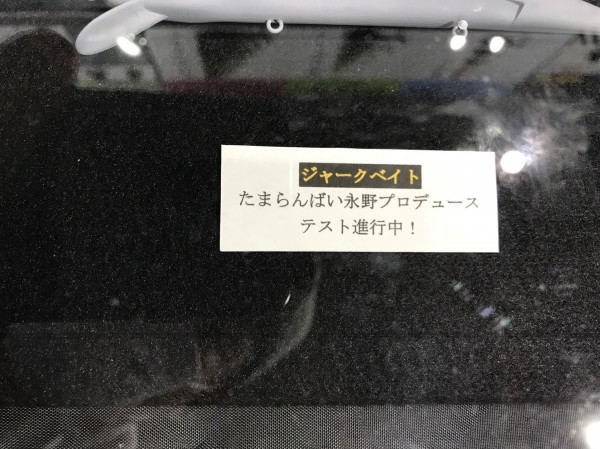 ジャークベイト
たまらんばい永野プロデュース
テスト進行中！